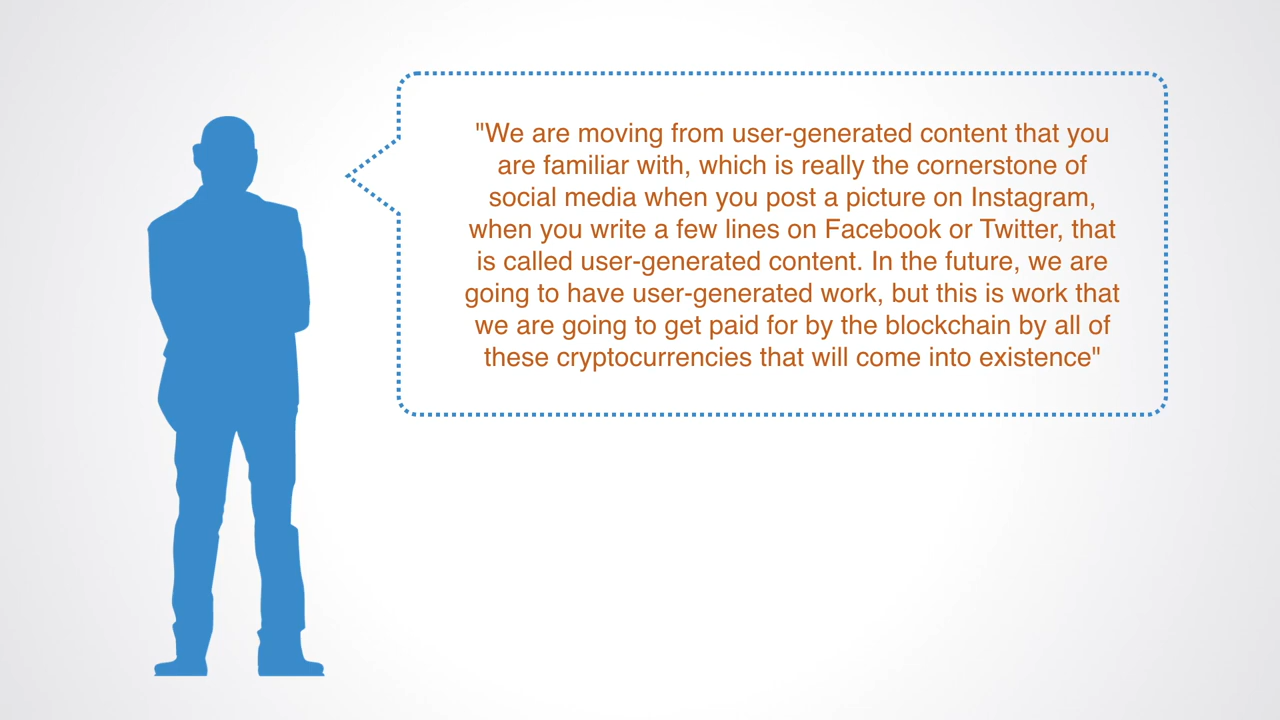 "We are moving from user-generated content that you
are familiar with, which is really the cornerstone of
social media when you post a picture on Instagram,
when you write a few lines on Facebook or Twitter, that
is called user-generated content. In the future, we are
going to have user-generated work, but this is work that
we are going to get paid for by the blockchain by all of
these cryptocurrencies that will come into existence"